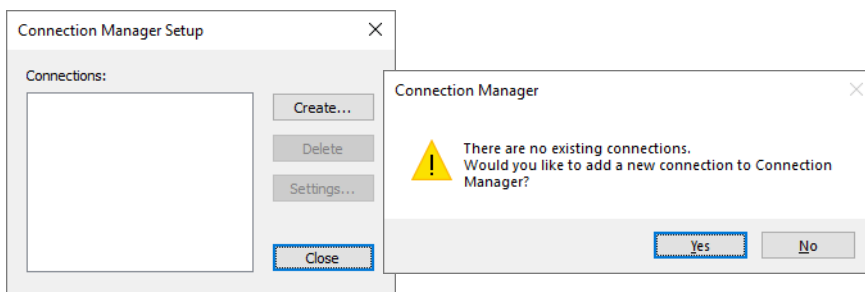 Connection Manager Setup
Connections:
Create...
Delete
Settings...
Close
Connection Manager
There are no existing connections.
Would you like to add a new connection to Connection
Manager?
Yes
No